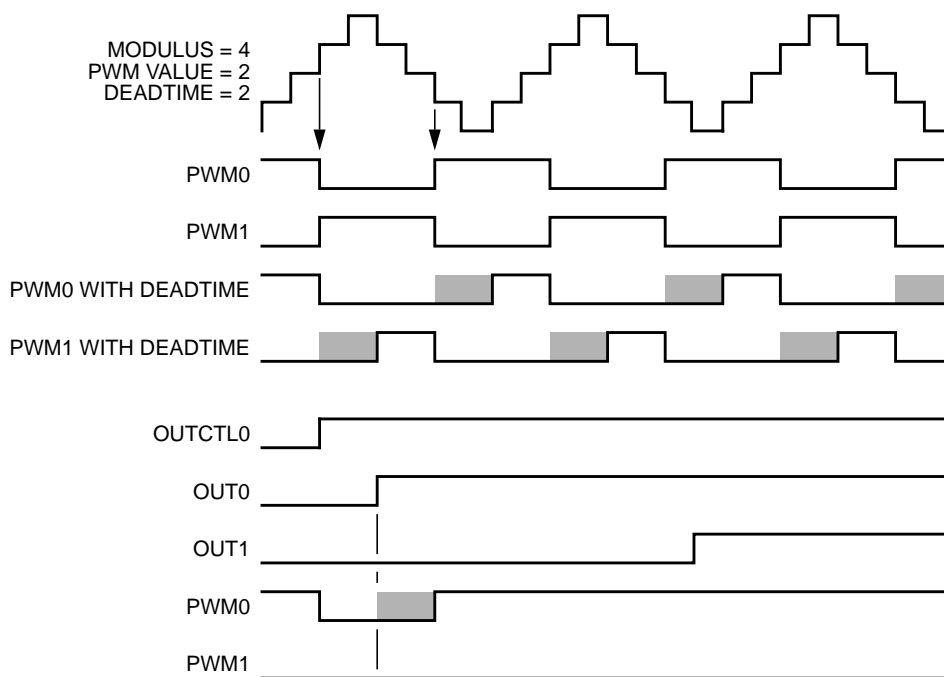 MODULUS = 4
PWM VALUE = 2
DEADTIME = 2
PWM0
PWM1
PWM0 WITH DEADTIME
PWM1 WITH DEADTIME
OUTCTL0
OUT0
OUT1
PWM0
PWM1